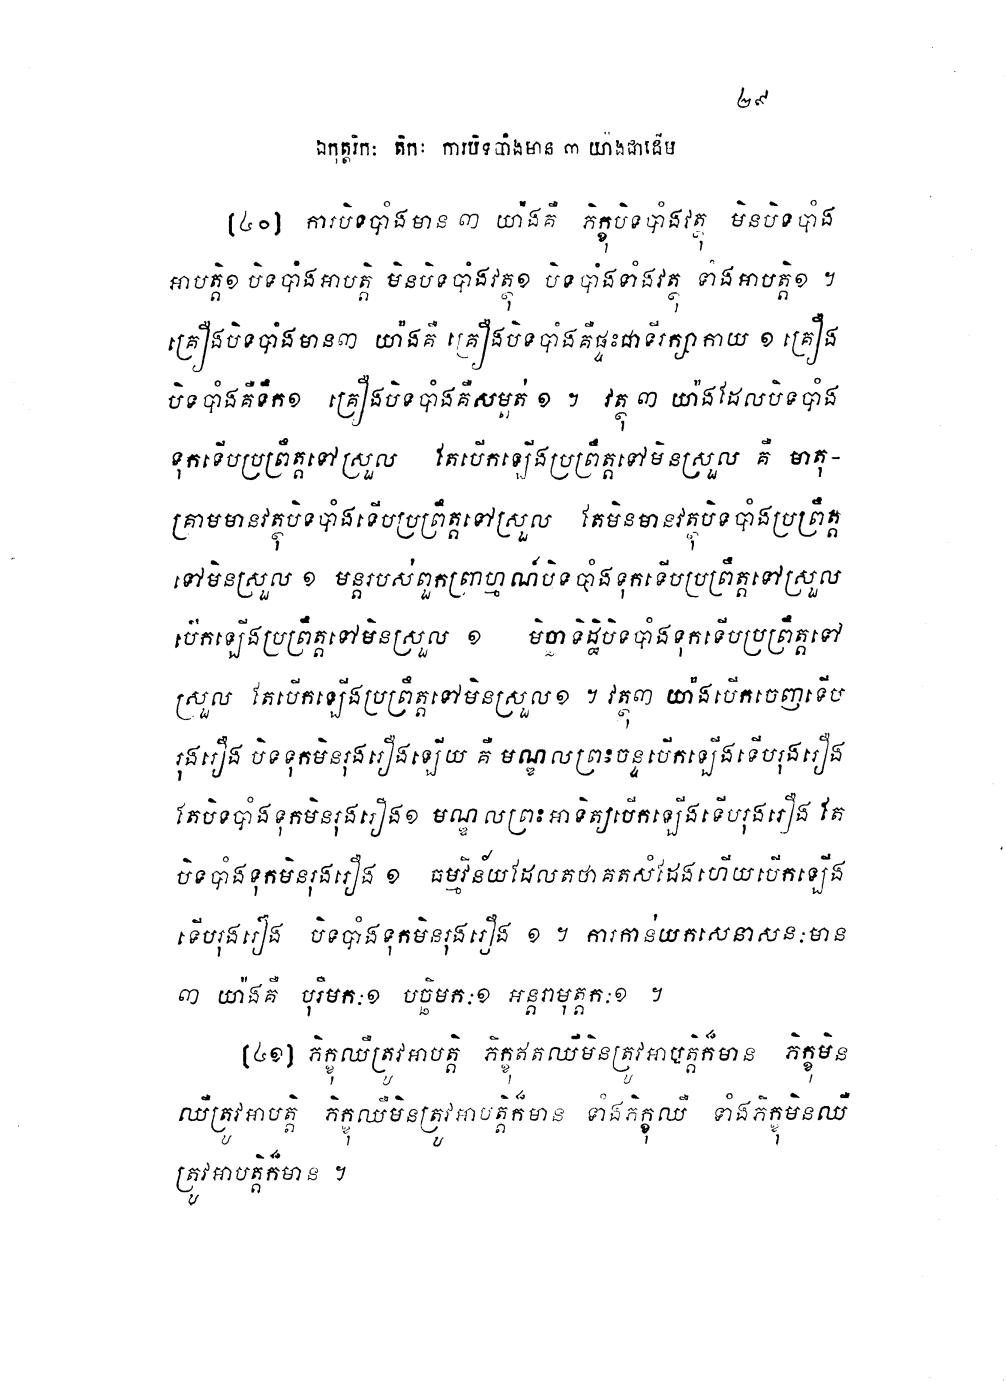 ៤២៩
ឯកុត្តរិកៈ តិកៈ ការបិទបាំងមាន ៣ យ៉ាងជាដើម
[៤០] ការបិទបាំងមាន ៣ យ៉ាងគឺ ភិក្ខុបិទបាំងវត្ថុ មិនបិទបាំង
អាបត្តិ១ បិទបាំងអាបត្តិ មិនបិទបាំងវត្ថុ១ បិទបាំងទាំងវត្ថុ ទាំងអាបត្តិ១ ។
គ្រឿងបិទបាំងមាន៣ យ៉ាងគឺ គ្រឿងបិទបាំងគឺផ្ទះជាទីរក្សាកាយ ១ គ្រឿង
បិទបាំងគឺទឹក១ គ្រឿងបិទបាំងគឺសម្ពត់ ១ ។ វត្ថុ ៣ យ៉ាងដែលបិទបាំង
ទុកទើបប្រព្រឹត្តទៅស្រួល តែបើកឡើងប្រព្រឹត្តទៅមិនស្រួល គឺ មាតុ-
គ្រាមមានវត្ថុបិទបាំងទើបប្រព្រឹត្តទៅស្រួល តែមិនមានវត្ថុបិទបាំងប្រព្រឹត្ត
ទៅមិនស្រួល ១ មន្តរបស់ពួកព្រាហ្មណ៍បិទបាំងទុកទើបប្រព្រឹត្តទៅស្រួល
បើកឡើងប្រព្រឹត្តទៅមិនស្រួល ១ មិច្ឆាទិដ្ឋិបិទបាំងទុកទើបប្រព្រឹត្តទៅ
ស្រួល តែបើកឡើងប្រព្រឹត្តទៅមិនស្រួល១ ។ វត្ថុ៣ យ៉ាងបើកចេញទើប
រុងរឿង បិទទុកមិនរុងរឿងឡើយ គឺ មណ្ឌលព្រះចន្ទបើកឡើងទើបរុងរឿង
តែបិទបាំងទុកមិនរុងរឿង១ មណ្ឌលព្រះអាទិត្យបើកឡើងទើបរុងរឿង តែ
បិទបាំងទុកមិនរុងរឿង ១ ធម្មវិន័យដែលតថាគតសំដែងហើយបើកឡើង
ទើបរុងរឿង បិទបាំងទុកមិនរុងរឿង ១ ។ ការកាន់យកសេនាសនៈមាន
៣ យ៉ាងគឺ បុរិមកៈ១ បច្ឆិមកៈ១ អន្តរាមុត្តកៈ១ ។
[៤១] ភិក្ខុឈឺត្រូវអាបត្តិ ភិក្ខុឥតឈឺមិនត្រូវអាបត្តិក៏មាន ភិក្ខុមិន
ឈឺត្រូវអាបត្តិ ភិក្ខុឈឺមិនត្រូវអាបត្តិក៏មាន ទាំងភិក្ខុឈឺ ទាំងភិក្ខុមិនឈឺ
ត្រូវអាបត្តិក៏មាន ។